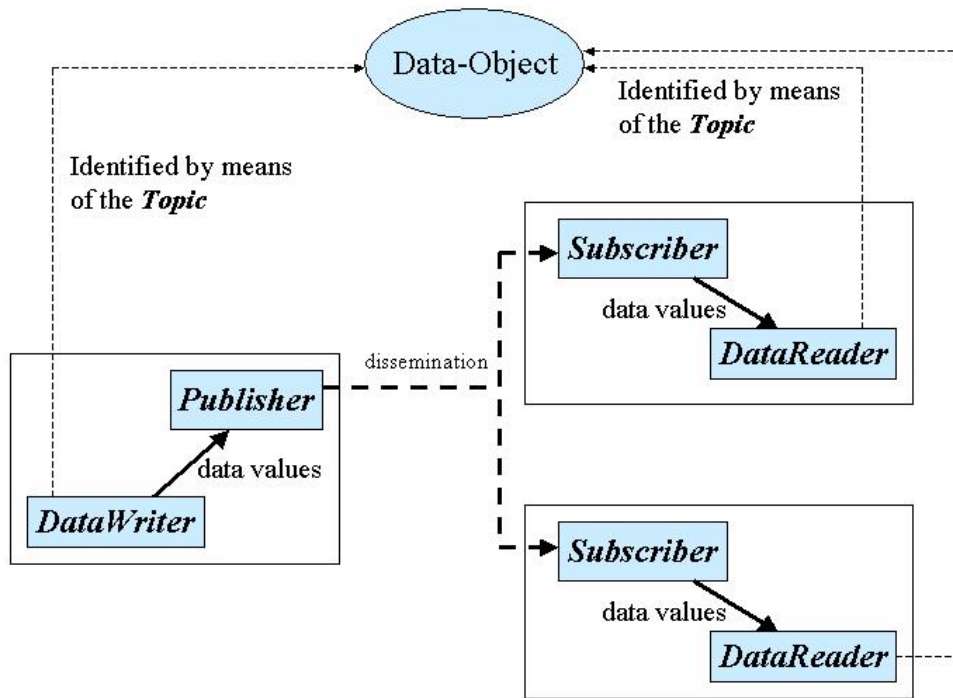 Data-Object
Identified by means
of the Topic
Identified by means
of the Topic
Subscriber
data values
DataReader
dissemination
Publisher
data values
DataWriter
Subscriber
data values
DataReader